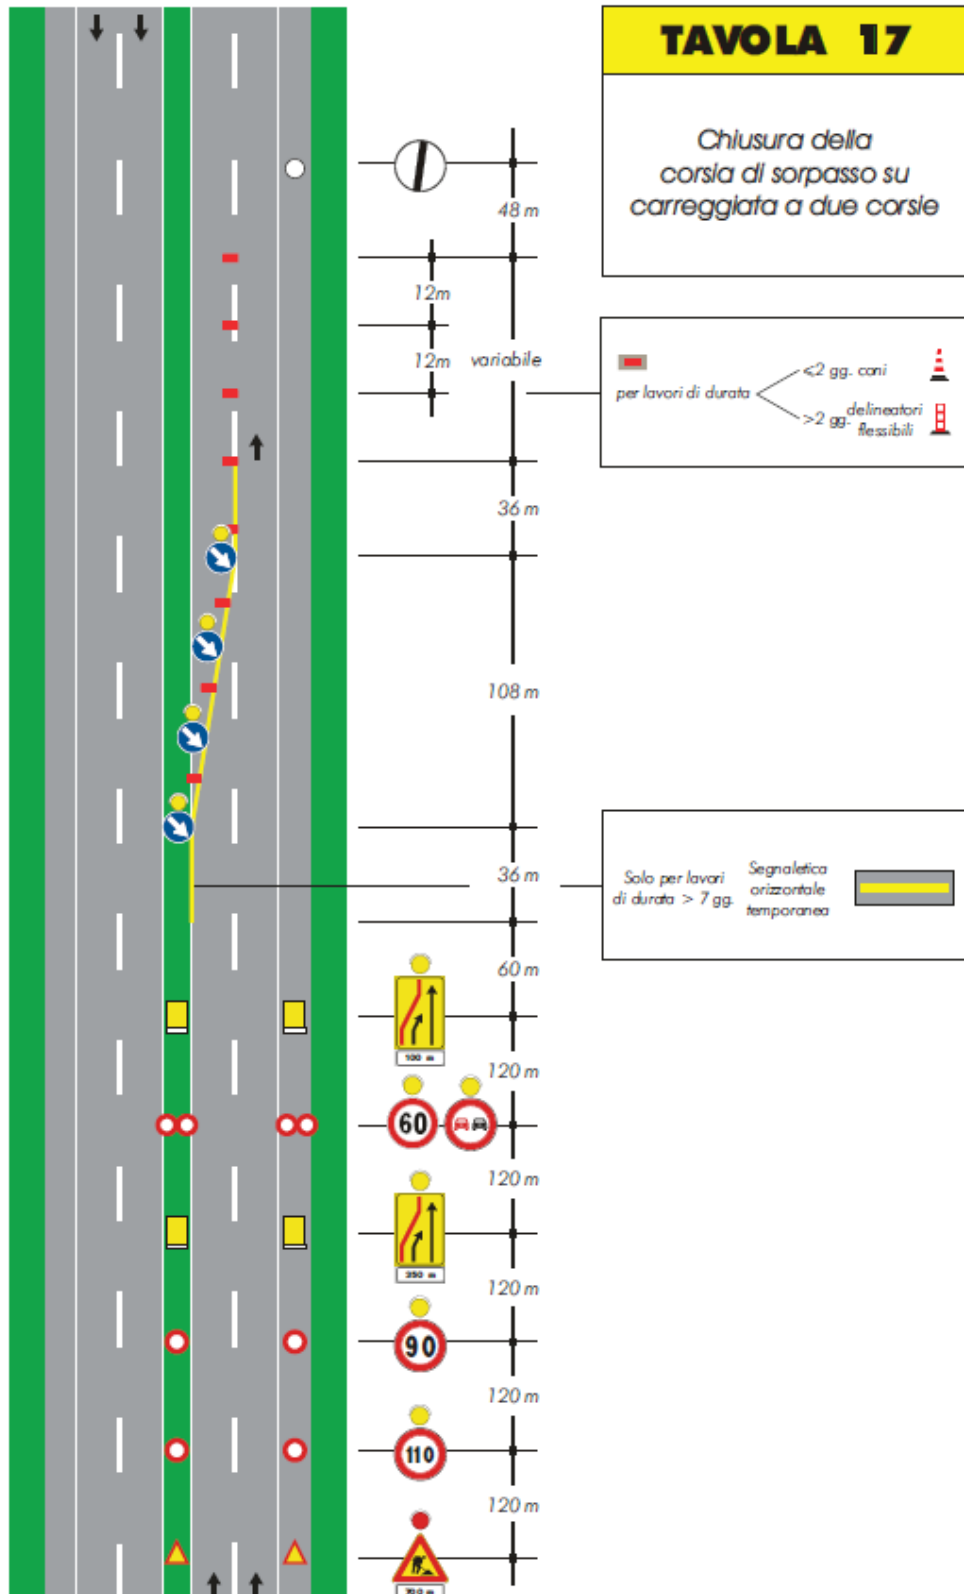 TAVOLA 17
Chiusura della
corsia di sorpasso su
carreggiata a due corsie
48 m
12m
12m
variabile
per lavori di durata
⩽2 gg. coni
>2 gg. delineatori
flessibili
36 m
108 m
36 m
Solo per lavori
di durata > 7 gg.
Segnaletica
orizzontale
temporanea
60 m
100 m
120 m
60
120 m
250 m
120 m
90
120 m
110
120 m